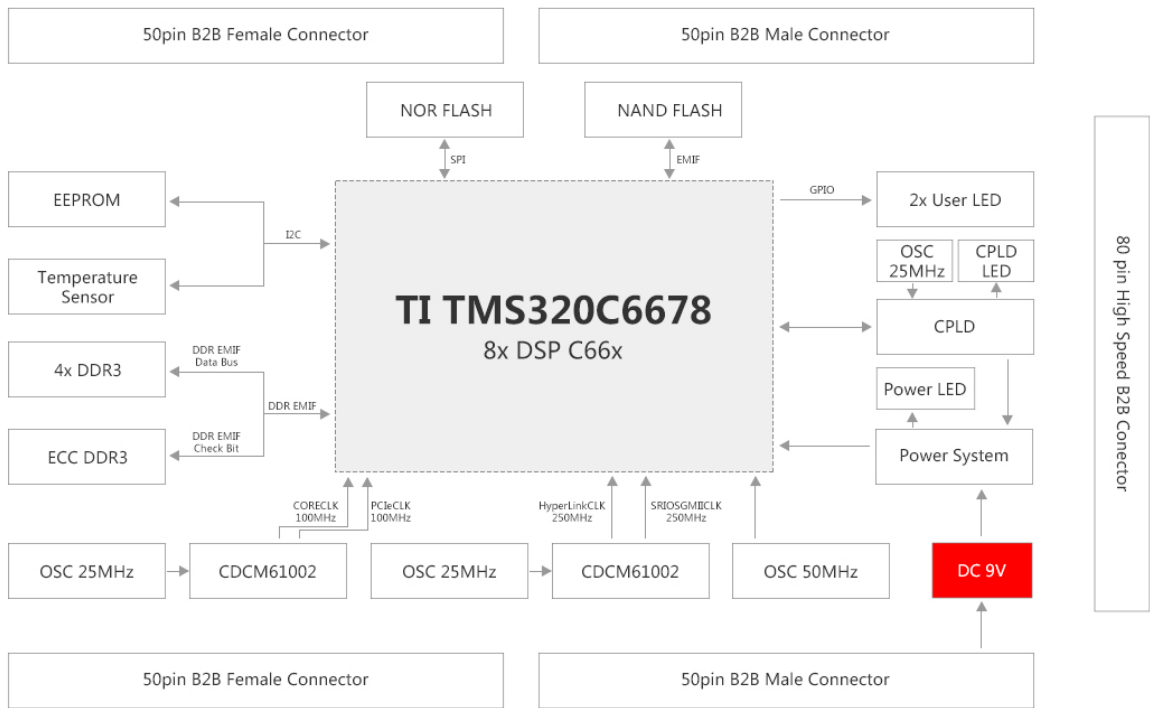 50pin B2B Female Connector
50pin B2B Male Connector
NOR FLASH
NAND FLASH
SPI
EMIF
EEPROM
I2C
Temperature
Sensor
GPIO
2x User LED
OSC
25MHz
CPLD
LED
TI TMS320C6678
8x DSP C66x
CPLD
4x DDR3
DDR EMIF
Data Bus
DDR EMIF
DDR EMIF
Check Bit
ECC DDR3
Power LED
Power System
80 pin High Speed B2B Conector
CORECLK
100MHz
PCIeCLK
100MHz
HyperLinkCLK
250MHz
SRIOSGMIICLK
250MHz
OSC 25MHz
CDCM61002
OSC 25MHz
CDCM61002
OSC 50MHz
DC 9V
50pin B2B Female Connector
50pin B2B Male Connector